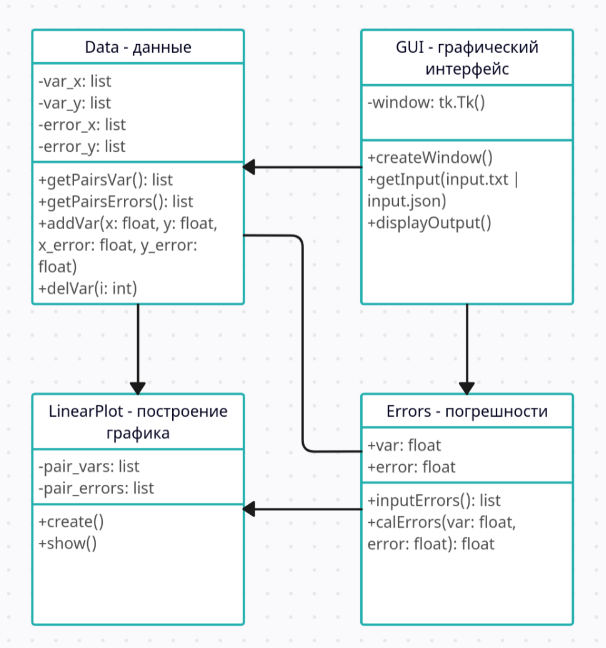 Data - данные
-var_x: list
-var_y: list
-error_x: list
-error_y: list
+getPairsVar(): list
+getPairsErrors(): list
+addVar(x: float, y: float,
x_error: float, y_error:
float)
+delVar(i: int)
GUI - графический
интерфейс
-window: tk.Tk()
+createWindow()
+getInput(input.txt |
input.json)
+displayOutput()
LinearPlot - построение
графика
-pair_vars: list
-pair_errors: list
+create()
+show()
Errors - погрешности
+var: float
+error: float
+inputErrors(): list
+calErrors(var: float,
error: float): float